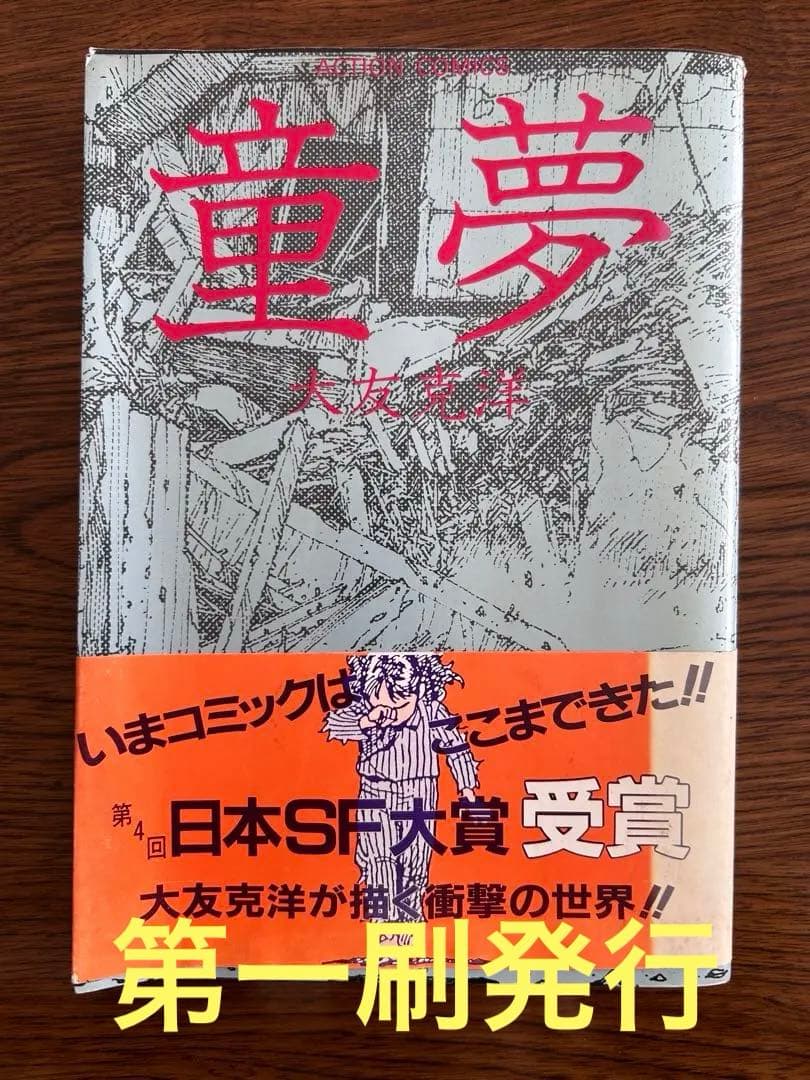 ACTION COMICS
童夢
大友克洋
いまコミックは ここまできた!!
第4回 日本SF大賞 受賞
大友克洋が描く衝撃の世界!!
第一刷発行